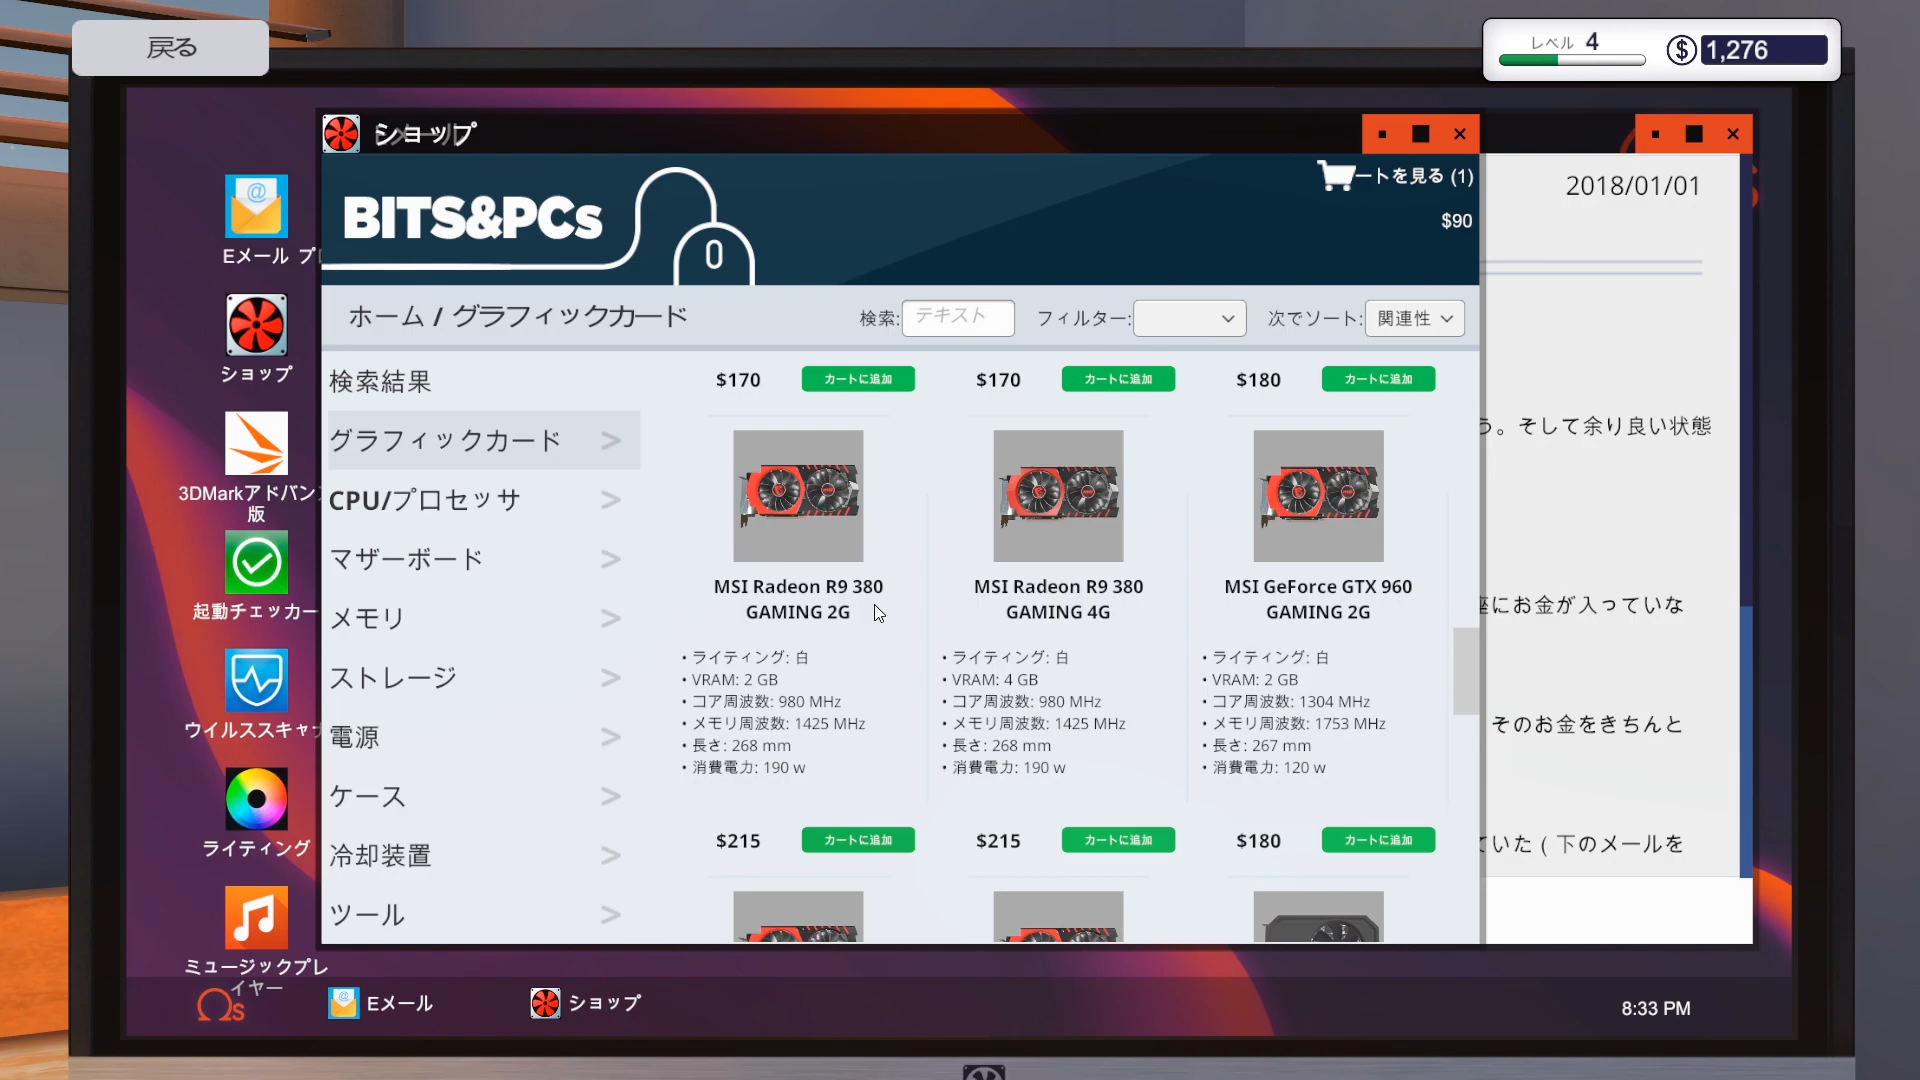 戻る
レベル 4
$ 1,276
ショップ
BITS&PCs
ートを見る (1)
$90
2018/01/01
ホーム / グラフィックカード
検索: テキスト
フィルター:
次でソート: 関連性
Eメール プ
ショップ
3DMarkアドバン
版
起動チェッカー
ウイルススキャナ
ライティング
ミュージックプレ
イヤー
検索結果
グラフィックカード >
CPU/プロセッサ >
マザーボード >
メモリ >
ストレージ >
電源 >
ケース >
冷却装置 >
ツール >
$170 カートに追加
$170 カートに追加
$180 カートに追加
MSI Radeon R9 380
GAMING 2G
• ライティング: 白
• VRAM: 2 GB
• コア周波数: 980 MHz
• メモリ周波数: 1425 MHz
• 長さ: 268 mm
• 消費電力: 190 w
$215 カートに追加
MSI Radeon R9 380
GAMING 4G
• ライティング: 白
• VRAM: 4 GB
• コア周波数: 980 MHz
• メモリ周波数: 1425 MHz
• 長さ: 268 mm
• 消費電力: 190 w
$215 カートに追加
MSI GeForce GTX 960
GAMING 2G
• ライティング: 白
• VRAM: 2 GB
• コア周波数: 1304 MHz
• メモリ周波数: 1753 MHz
• 長さ: 267 mm
• 消費電力: 120 w
$180 カートに追加
う。そして余り良い状態
座にお金が入っていな
そのお金をきちんと
ていた ( 下のメールを
Ωs
Eメール
ショップ
8:33 PM